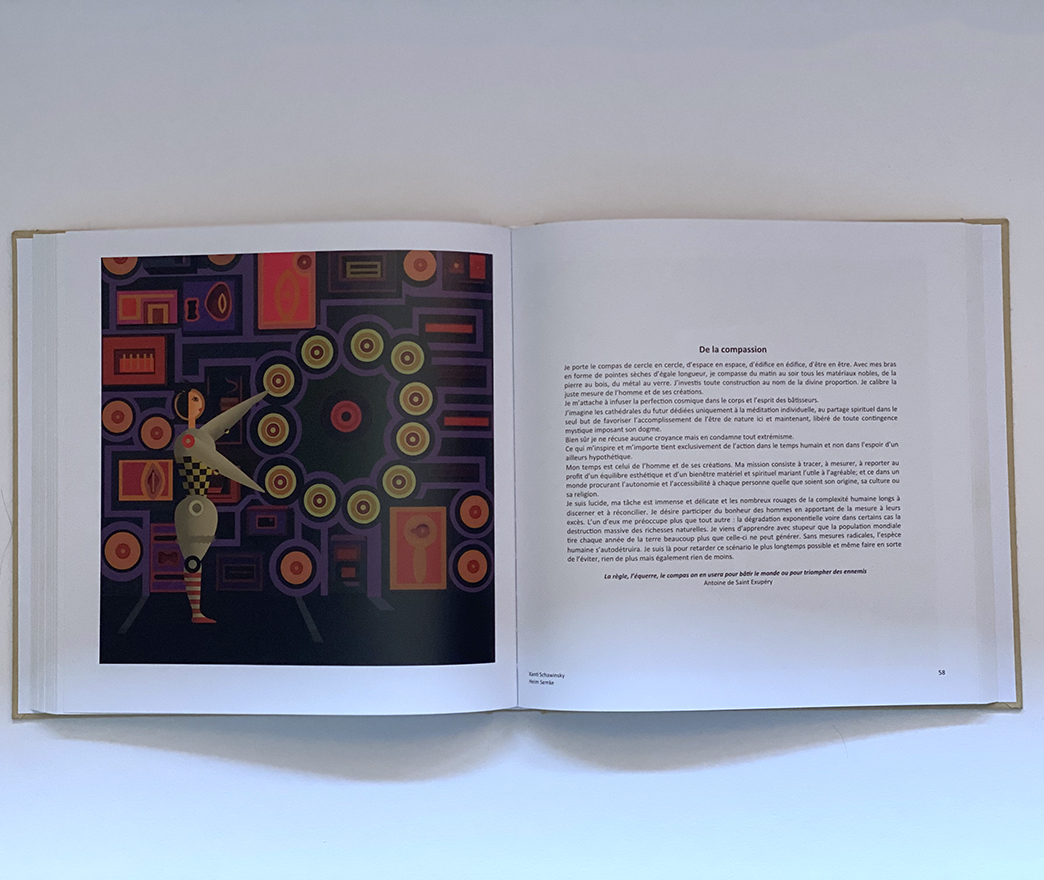 De la compassion
Je porte le compas de cercle en cercle, d'espace en espace, d'édifice en édifice, d'être en être. Avec mes bras
en forme de pointes sèches d'égale longueur, je compasse du matin au soir tous les matériaux nobles, de la
pierre au bois, du métal au verre. J'investis toute construction au nom de la divine proportion. Je calibre la
juste mesure de l'homme et de ses créations.
Je m'attache à infuser la perfection cosmique dans le corps et l'esprit des bâtisseurs.
J'imagine les cathédrales du futur dédiées uniquement à la méditation individuelle, au partage spirituel dans le
seul but de favoriser l'accomplissement de l'être de nature ici et maintenant, libéré de toute contingence
mystique imposant son dogme.
Bien sûr je ne récuse aucune croyance mais en condamne tout extrémisme.
Ce qui m'inspire et m'importe tient exclusivement de l'action dans le temps humain et non dans l'espoir d'un
ailleurs hypothétique.
Mon temps est celui de l'homme et de ses créations. Ma mission consiste à tracer, à mesurer, à reporter au
profit d'un équilibre esthétique et d'un bienêtre matériel et spirituel mariant l'utile à l'agréable; et ce dans un
monde procurant l'autonomie et l'accessibilité à chaque personne quelle que soient son origine, sa culture ou
sa religion.
Je suis lucide, ma tâche est immense et délicate et les nombreux rouages de la complexité humaine longs à
discerner et à réconcilier. Je désire participer du bonheur des hommes en apportant de la mesure à leurs
excès. L'un d'eux me préoccupe plus que tout autre : la dégradation exponentielle voire dans certains cas la
destruction massive des richesses naturelles. Je viens d'apprendre avec stupeur que la population mondiale
tire chaque année de la terre beaucoup plus que celle-ci ne peut générer. Sans mesures radicales, l'espèce
humaine s'autodétruira. Je suis là pour retarder ce scénario le plus longtemps possible et même faire en sorte
de l'éviter, rien de plus mais également rien de moins.
La règle, l'équerre, le compas on en usera pour bâtir le monde ou pour triompher des ennemis
Antoine de Saint Exupéry
Xanti Schawinsky
Heim Semke
58